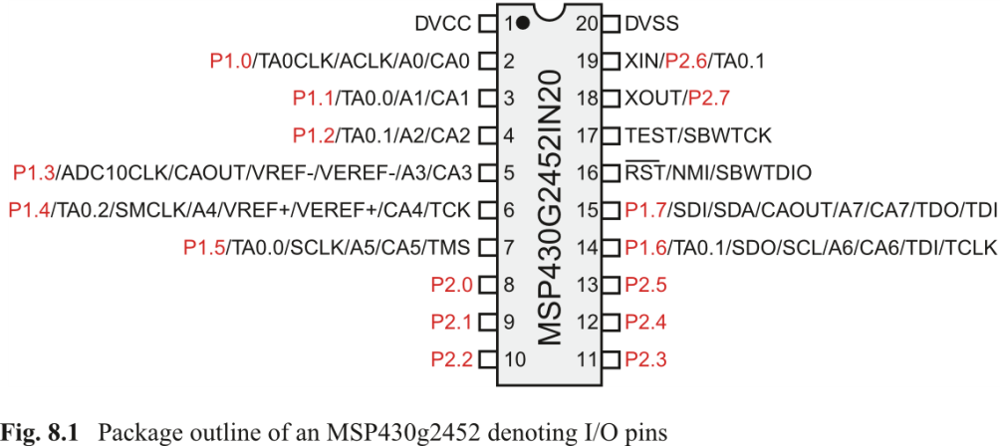 DVCC 1 20 DVSS
P1.0/TA0CLK/ACLK/A0/CA0 2 19 XIN/P2.6/TA0.1
P1.1/TA0.0/A1/CA1 3 18 XOUT/P2.7
P1.2/TA0.1/A2/CA2 4 17 TEST/SBWTCK
P1.3/ADC10CLK/CAOUT/VREF-/VEREF-/A3/CA3 5 16 RST/NMI/SBWTDIO
P1.4/TA0.2/SMCLK/A4/VREF+/VEREF+/CA4/TCK 6 15 P1.7/SDI/SDA/CAOUT/A7/CA7/TDO/TDI
P1.5/TA0.0/SCLK/A5/CA5/TMS 7 14 P1.6/TA0.1/SDO/SCL/A6/CA6/TDI/TCLK
P2.0 8 13 P2.5
P2.1 9 12 P2.4
P2.2 10 11 P2.3
MSP430G2452IN20
Fig. 8.1 Package outline of an MSP430g2452 denoting I/O pins